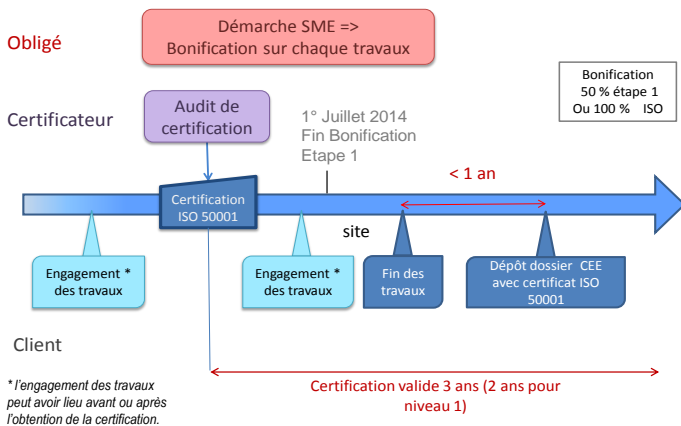 Obligé
Démarche SME =>
Bonification sur chaque travaux
Bonification
50 % étape 1
Ou 100 % ISO
Certificateur
Audit de
certification
1° Juillet 2014
Fin Bonification
Etape 1
< 1 an
Certification
ISO 50001
site
Engagement *
des travaux
Engagement *
des travaux
Fin des
travaux
Dépôt dossier CEE
avec certificat ISO
50001
Client
* l'engagement des travaux
peut avoir lieu avant ou après
l'obtention de la certification.
Certification valide 3 ans (2 ans pour
niveau 1)